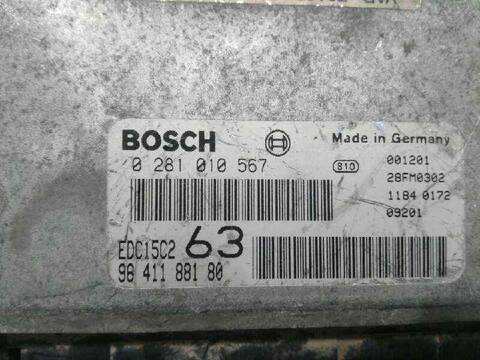 BOSCH
Made in Germany
0 281 010 567
810
001201
28FM0302
1184 0172
09201
EDC15C2 63
96 411 881 80